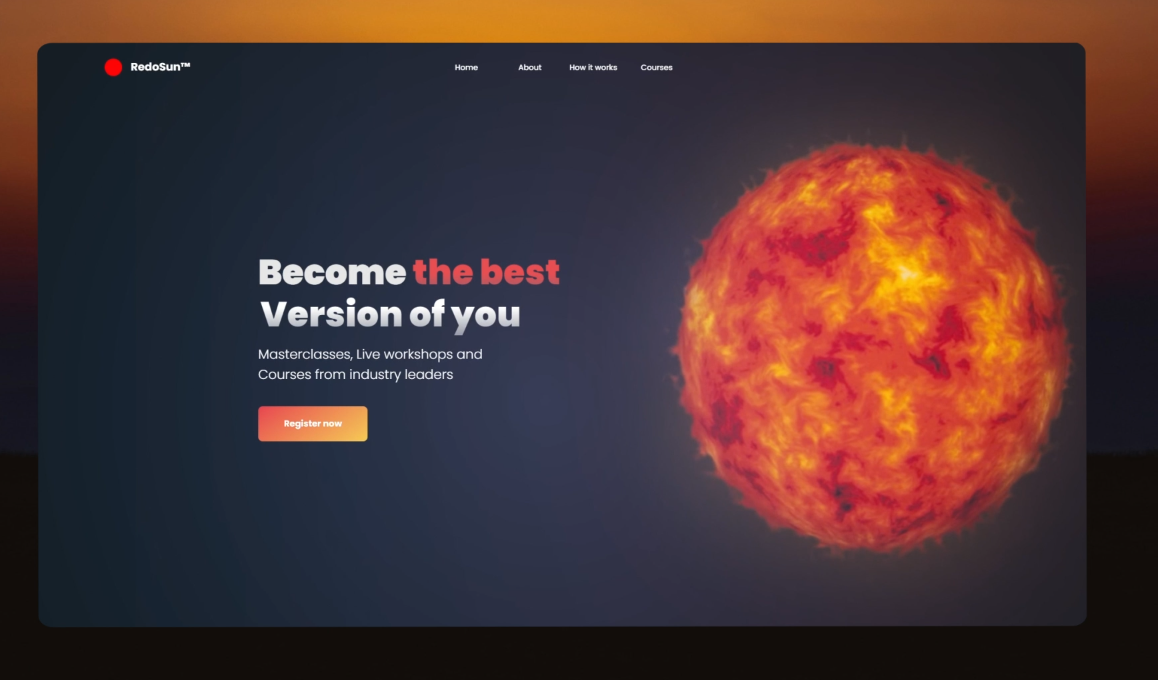 RedoSun™
Home About How it works Courses
Become the best
Version of you
Masterclasses, Live workshops and
Courses from industry leaders
Register now